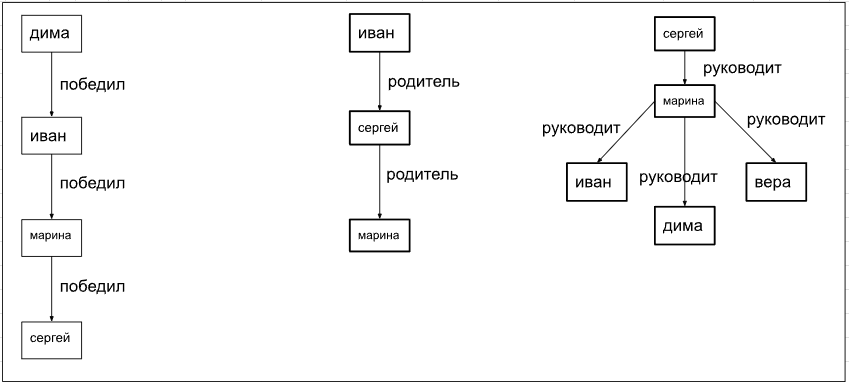 дима
победил
иван
победил
марина
победил
сергей
иван
родитель
сергей
родитель
марина
сергей
руководит
марина
руководит
руководит
руководит
иван
вера
дима